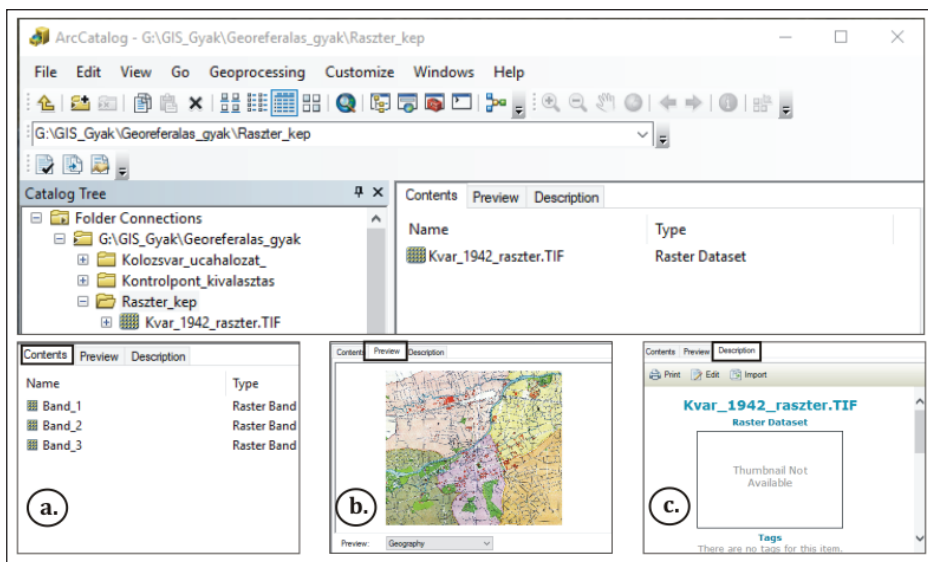 ArcCatalog - G:\GIS_Gyak\Georeferalas_gyak\Raszter_kep
File Edit View Go Geoprocessing Customize Windows Help
G:\GIS_Gyak\Georeferalas_gyak\Raszter_kep
Catalog Tree
Folder Connections
G:\GIS_Gyak\Georeferalas_gyak
Kolozsvar_ucahalozat_
Kontrolpont_kivalasztas
Raszter_kep
Kvar_1942_raszter.TIF
Contents Preview Description
Name Type
Kvar_1942_raszter.TIF Raster Dataset
Contents Preview Description
Name Type
Band_1 Raster Band
Band_2 Raster Band
Band_3 Raster Band
a.
Contents Preview Description
b.
Preview: Geography
Contents Preview Description
Print Edit Import
Kvar_1942_raszter.TIF
Raster Dataset
Thumbnail Not
Available
c.
Tags
There are no tags for this item.